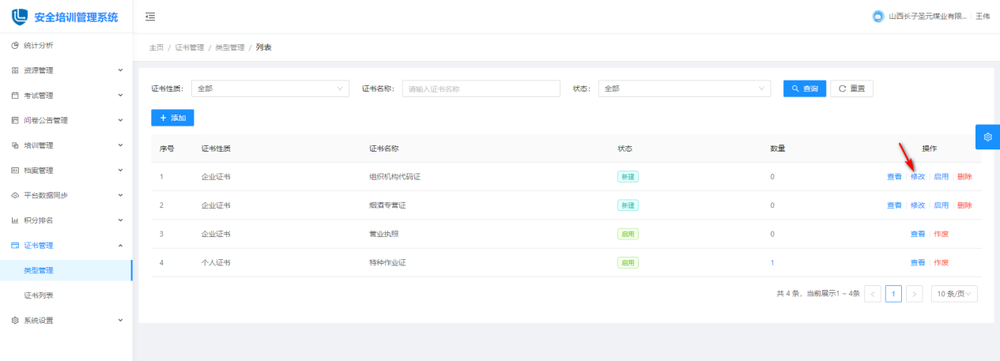 安全培训管理系统
山西长子圣元煤业有限... 王伟
统计分析
资源管理
考试管理
问卷公告管理
培训管理
档案管理
平台数据同步
积分排名
证书管理
类型管理
证书列表
系统设置
主页 / 证书管理 / 类型管理 / 列表
证书性质: 全部 证书名称: 请输入证书名称 状态: 全部 查询 重置
+ 添加
序号 证书性质 证书名称 状态 数量 操作
1 企业证书 组织机构代码证 新建 0 查看 修改 启用 删除
2 企业证书 烟酒专营证 新建 0 查看 修改 启用 删除
3 企业证书 营业执照 启用 0 查看 作废
4 个人证书 特种作业证 启用 1 查看 作废
共 4 条，当前展示1 ~ 4条 < 1 > 10 条/页